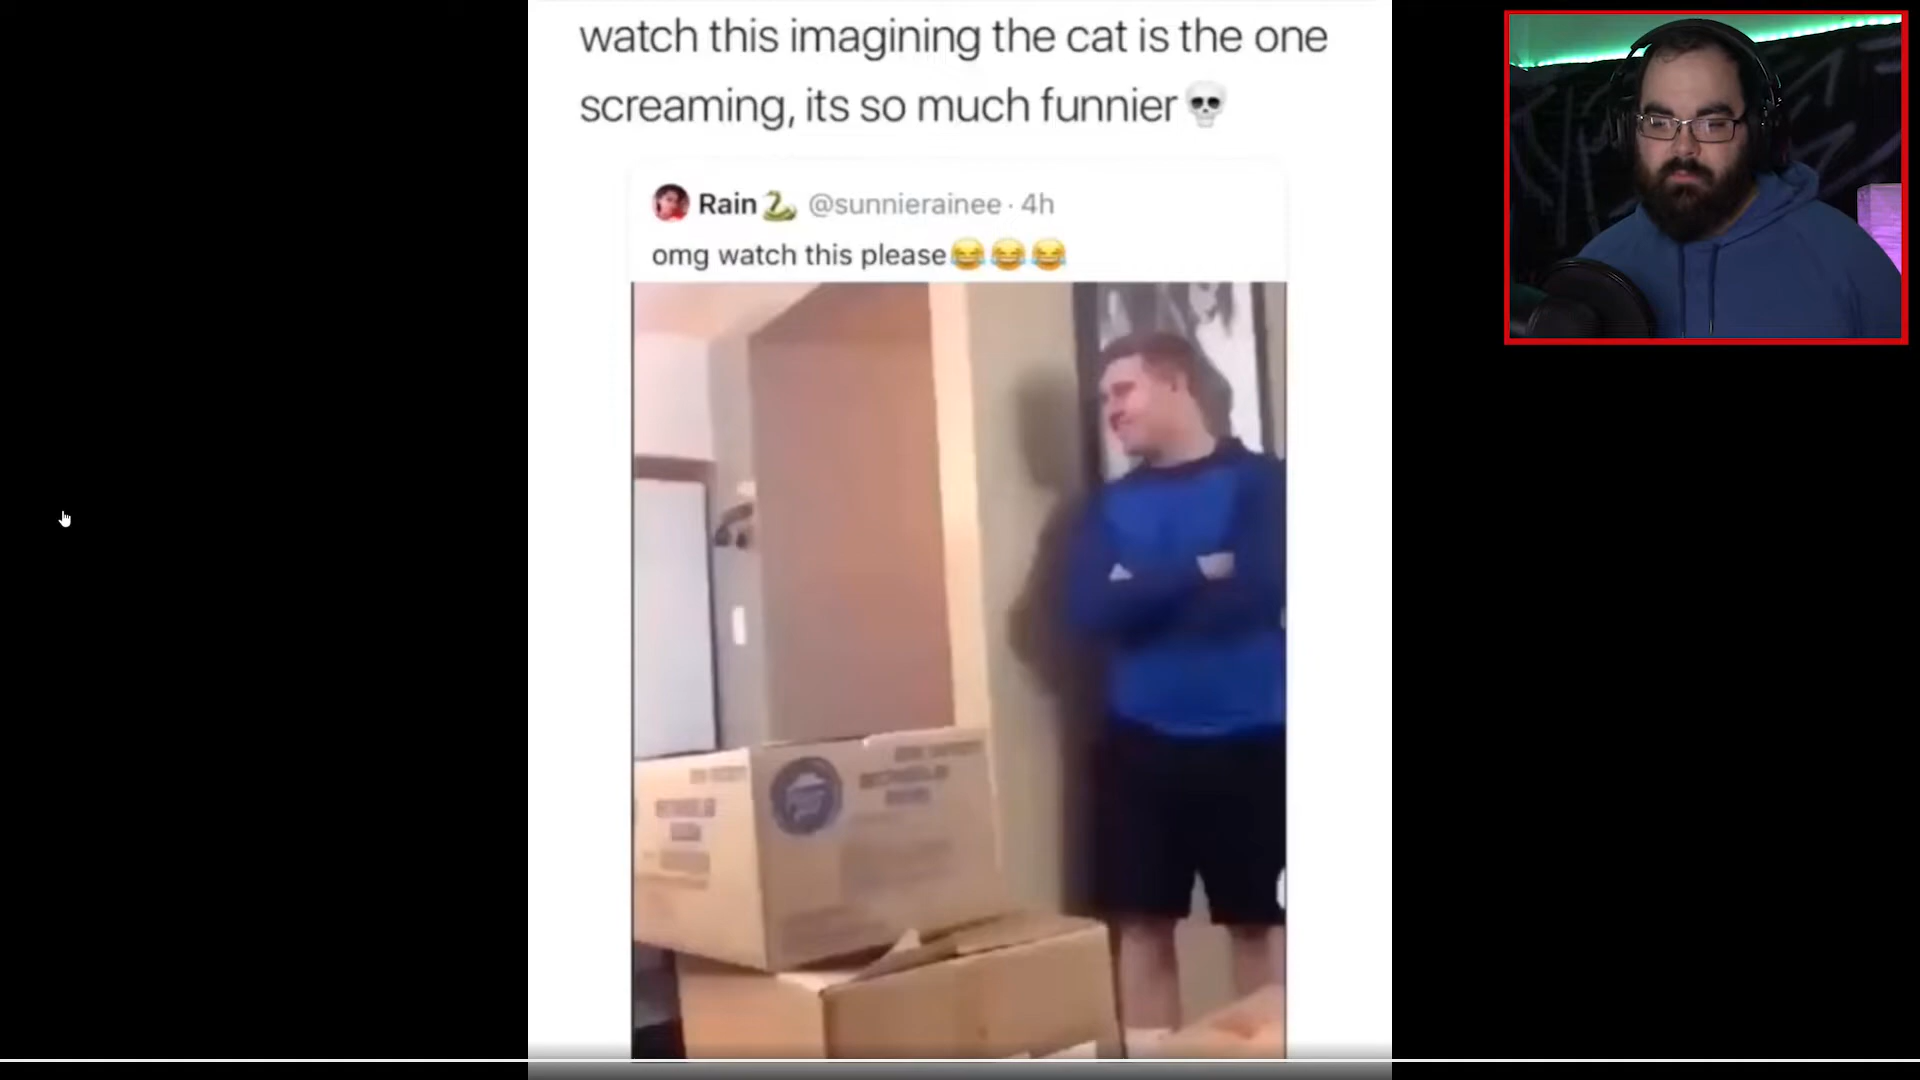 watch this imagining the cat is the one
screaming, its so much funnier💀
Rain🐍 @sunnierainee · 4h
omg watch this please😂😂😂